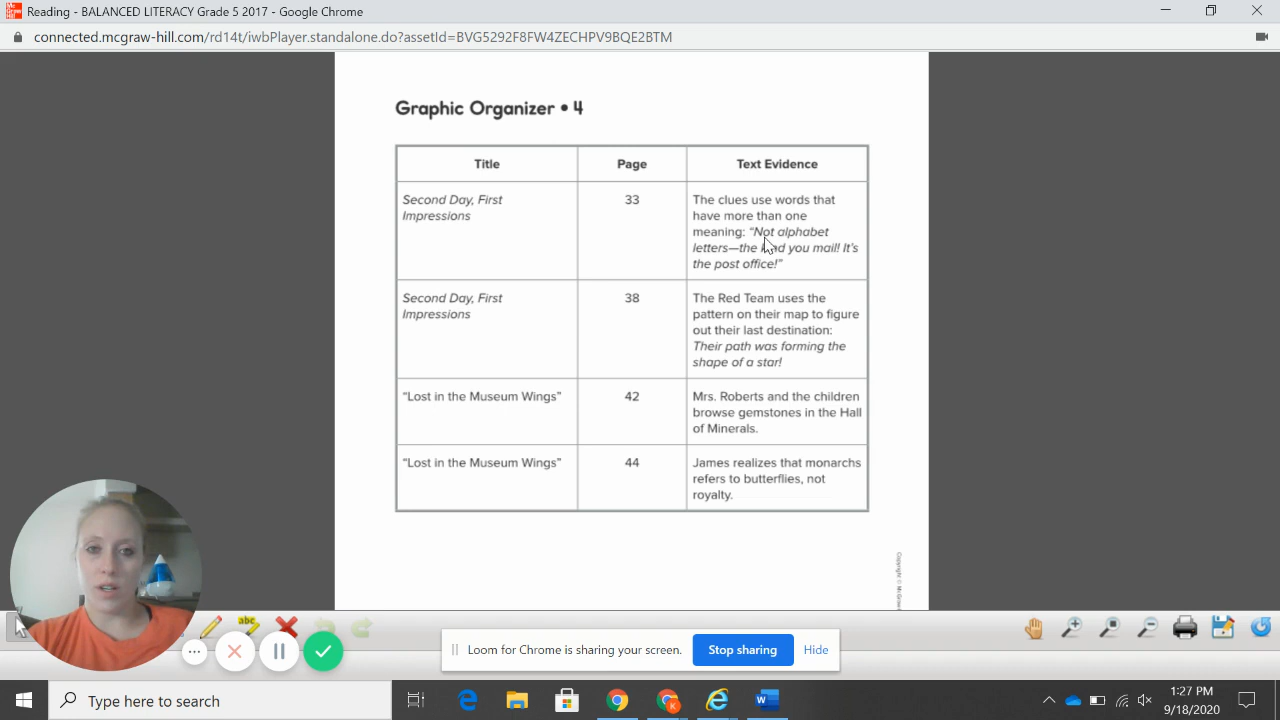 Mc
Graw
Hill
Reading - BALANCED LITERACY Grade 5 2017 - Google Chrome
connected.mcgraw-hill.com/rd14t/iwbPlayer.standalone.do?assetId=BVG5292F8FW4ZECHPV9BQE2BTM
Graphic Organizer • 4
Title Page Text Evidence
Second Day, First
Impressions
33
The clues use words that
have more than one
meaning: “Not alphabet
letters—the kind you mail! It’s
the post office!”
Second Day, First
Impressions
38
The Red Team uses the
pattern on their map to figure
out their last destination:
Their path was forming the
shape of a star!
“Lost in the Museum Wings”
42
Mrs. Roberts and the children
browse gemstones in the Hall
of Minerals.
“Lost in the Museum Wings”
44
James realizes that monarchs
refers to butterflies, not
royalty.
Copyright ©
abc
Loom for Chrome is sharing your screen. Stop sharing Hide
Type here to search
1:27 PM
9/18/2020